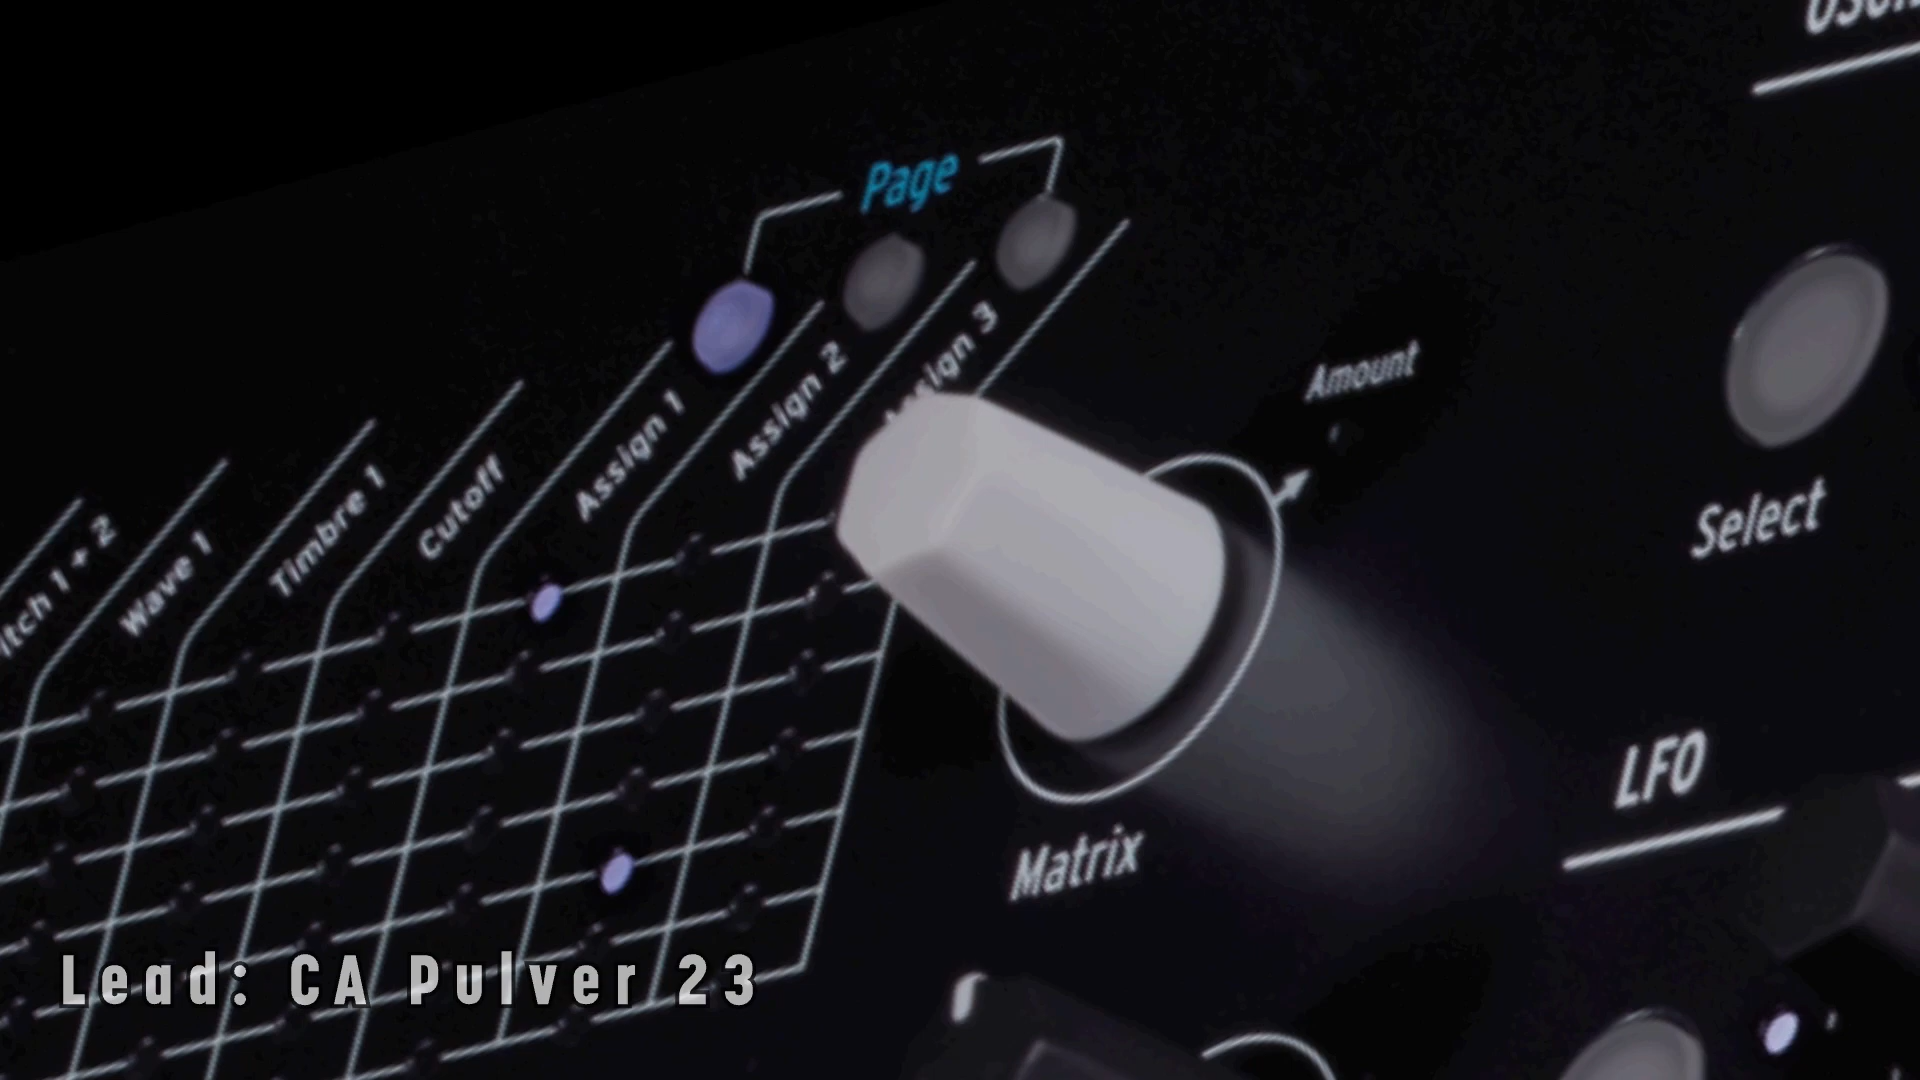 Page
Assign 3
Assign 2
Assign 1
Cutoff
Timbre 1
Wave 1
Amount
Select
Matrix
LFO
Lead: CA Pulver 23